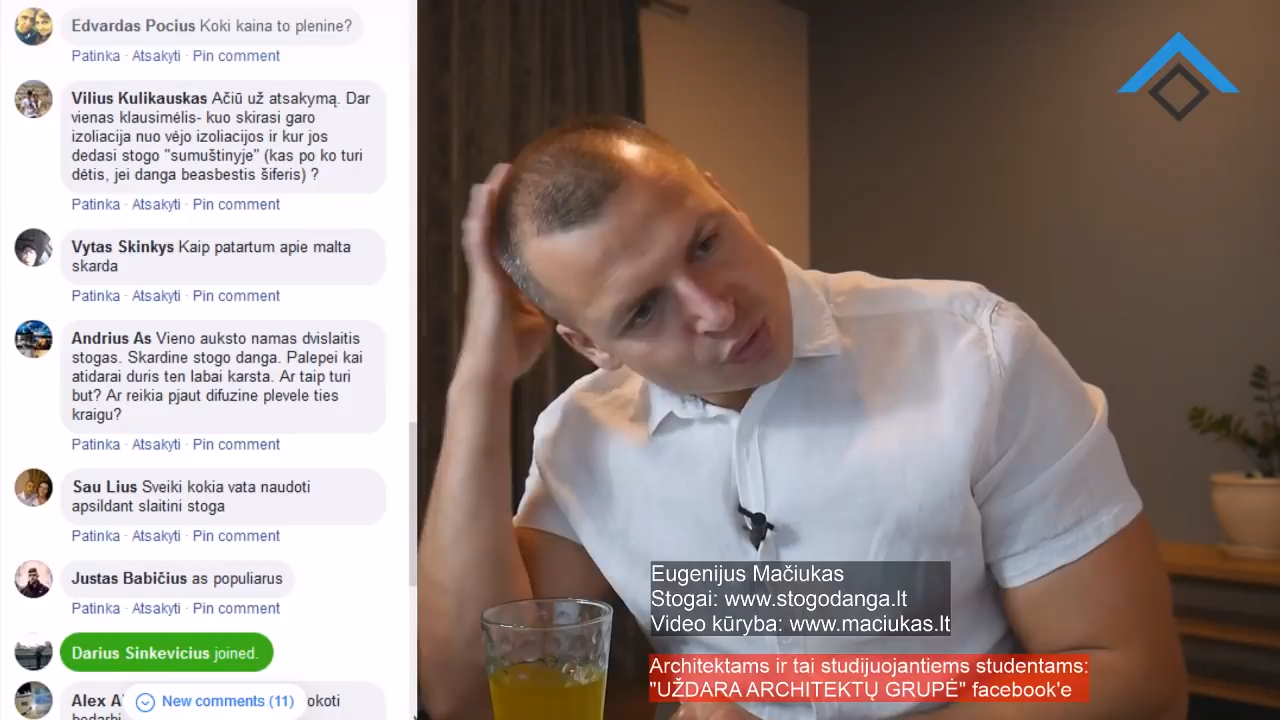 Edvardas Pocius Koki kaina to plenine?
Patinka · Atsakyti · Pin comment
Vilius Kulikauskas Ačiū už atsakymą. Dar
vienas klausimėlis- kuo skirasi garo
izoliacija nuo vėjo izoliacijos ir kur jos
dedasi stogo "sumuštinyje" (kas po ko turi
dėtis, jei danga beasbestis šiferis) ?
Patinka · Atsakyti · Pin comment
Vytas Skinkys Kaip patartum apie malta
skarda
Patinka · Atsakyti · Pin comment
Andrius As Vieno auksto namas dvislaitis
stogas. Skardine stogo danga. Palepei kai
atidarai duris ten labai karsta. Ar taip turi
but? Ar reikia pjaut difuzine plevele ties
kraigu?
Patinka · Atsakyti · Pin comment
Sau Lius Sveiki kokia vata naudoti
apsildant slaitini stoga
Patinka · Atsakyti · Pin comment
Justas Babičius as populiarus
Patinka · Atsakyti · Pin comment
Darius Sinkevicius joined.
Alex
New comments (11)
okoti
Eugenijus Mačiukas
Stogai: www.stogodanga.lt
Video kūryba: www.maciukas.lt
Architektams ir tai studijuojantiems studentams:
"UŽDARA ARCHITEKTŲ GRUPĖ" facebook'e